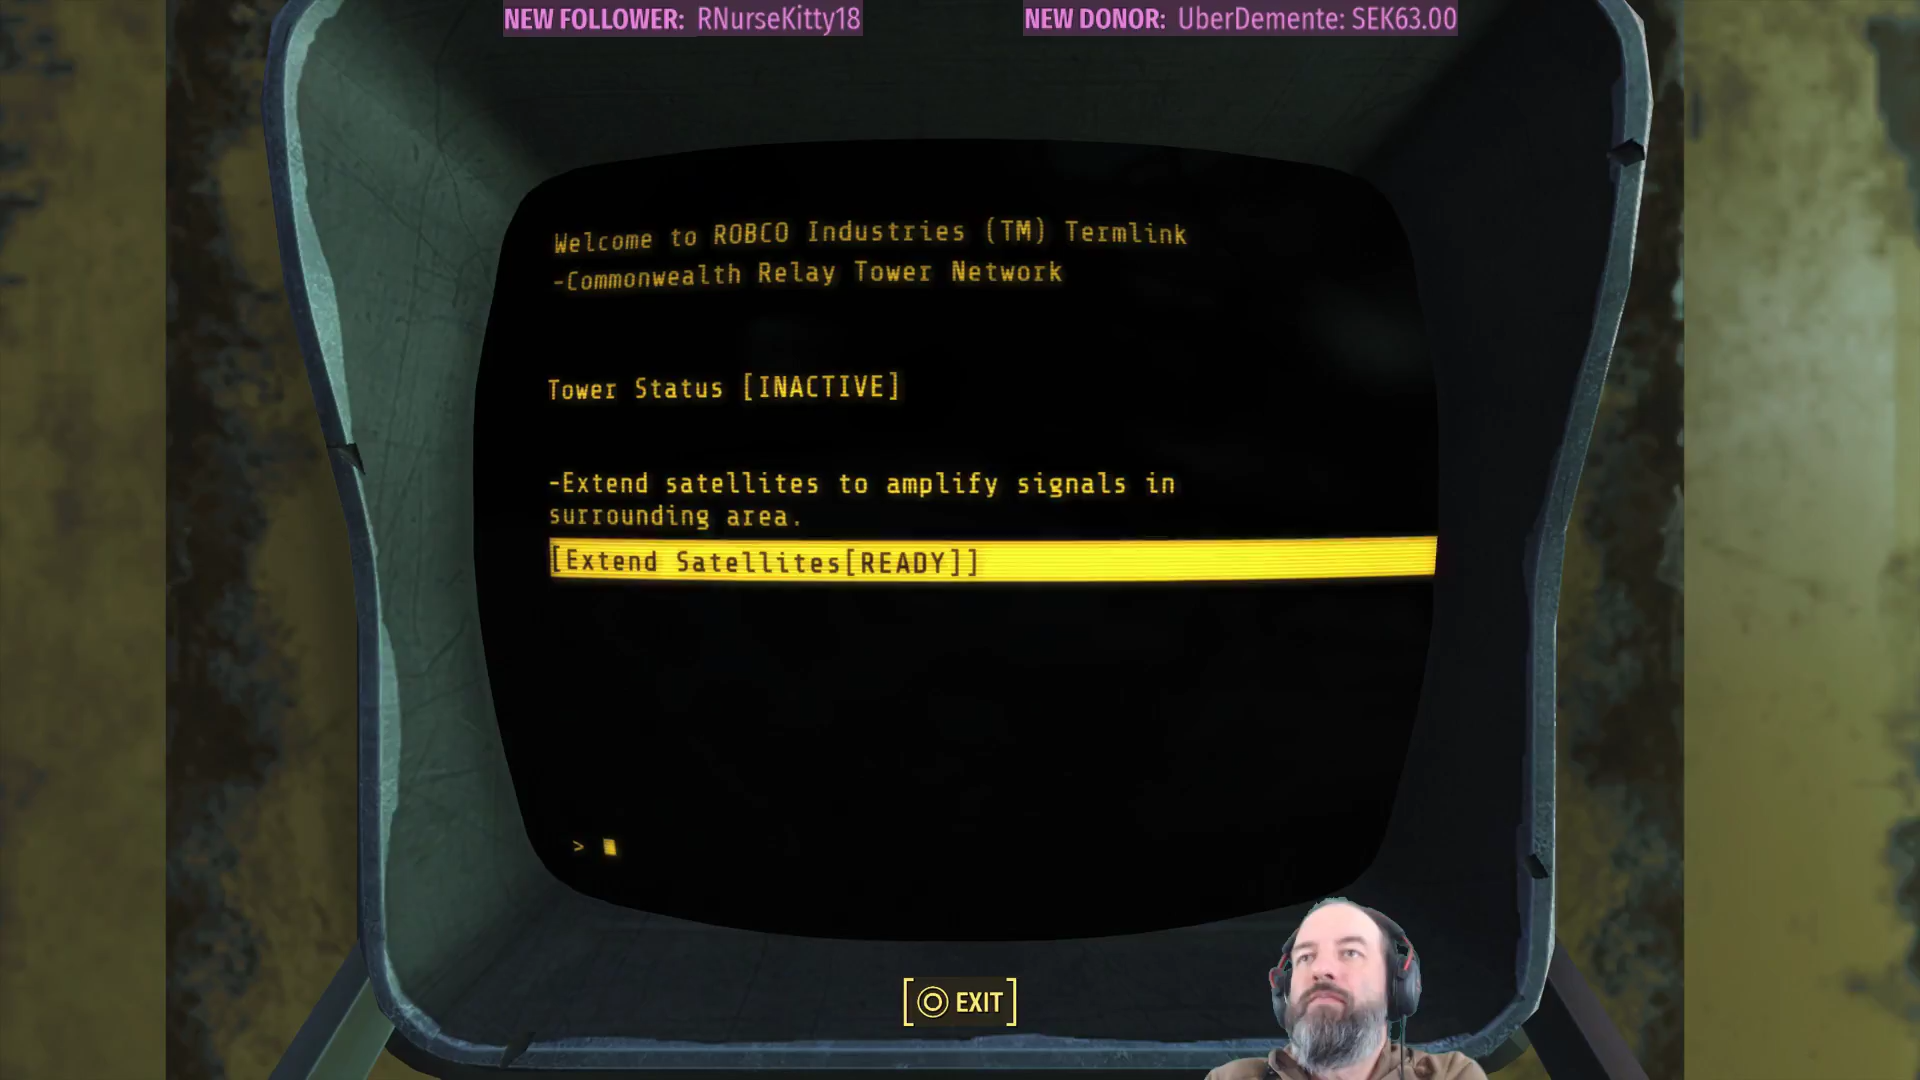 NEW FOLLOWER: RNurseKitty18
NEW DONOR: UberDemente: SEK63.00
Welcome to ROBCO Industries (TM) Termlink
-Commonwealth Relay Tower Network
Tower Status [INACTIVE]
-Extend satellites to amplify signals in
surrounding area.
[Extend Satellites[READY]]
>
[EXIT]